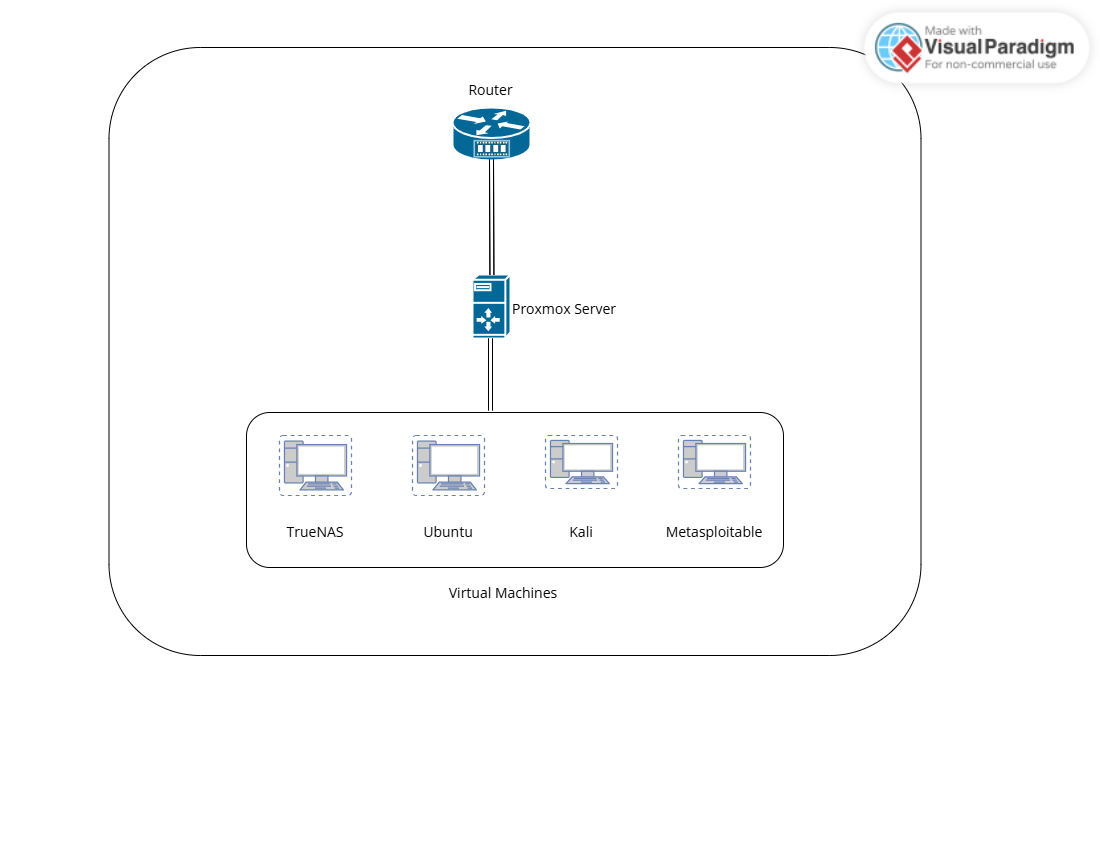 Made with
Visual Paradigm
For non-commercial use
Router
Proxmox Server
TrueNAS
Ubuntu
Kali
Metasploitable
Virtual Machines